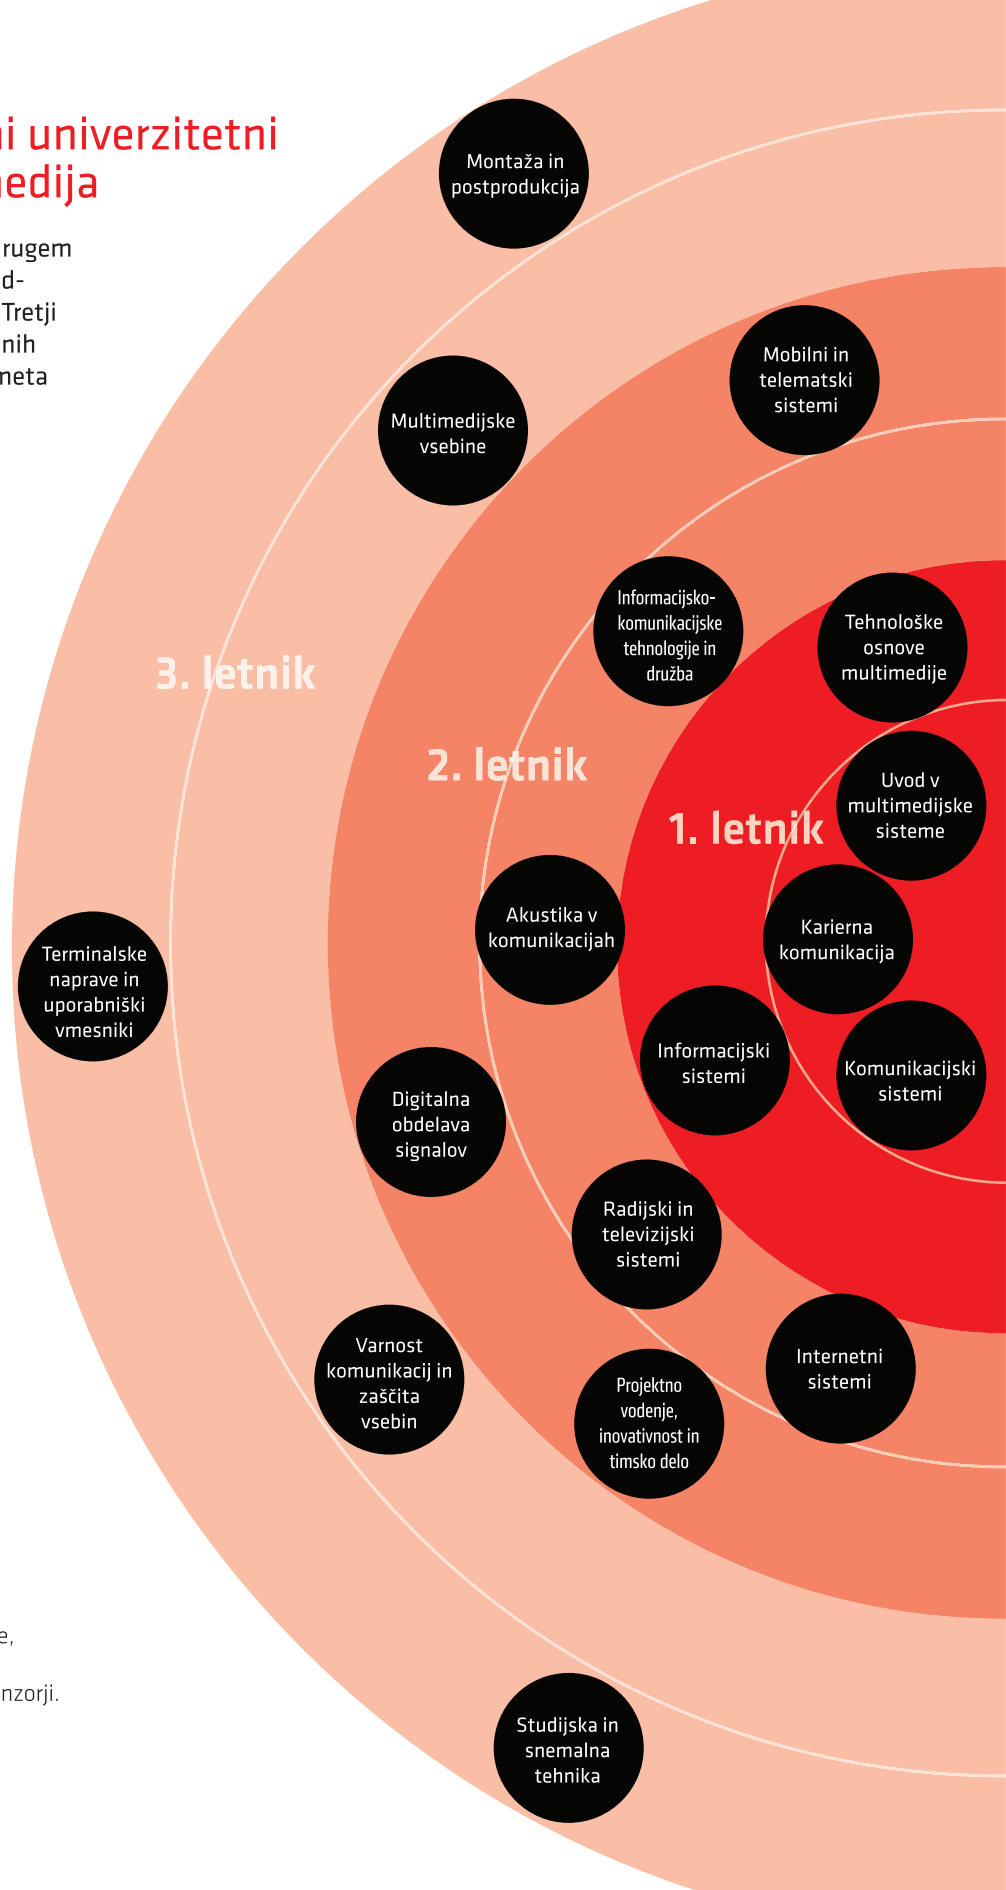 i univerzitetni
edija
rugem
d-
Tretji
nih
meta
Montaža in
postprodukcija
Mobilni in
telematski
sistemi
Multimedijske
vsebine
Informacijsko-
komunikacijske
tehnologije in
družba
Tehnološke
osnove
multimedije
3. letnik
2. letnik
1. letnik
Uvod v
multimedijske
sisteme
Akustika v
komunikacijah
Karierna
komunikacija
Terminalske
naprave in
uporabniški
vmesniki
Informacijski
sistemi
Komunikacijski
sistemi
Digitalna
obdelava
signalov
Radijski in
televizijski
sistemi
Varnost
komunikacij in
zaščita
vsebin
Internetni
sistemi
Projektno
vodenje,
inovativnost in
timsko delo
e,
nzorji.
Studijska in
snemalna
tehnika